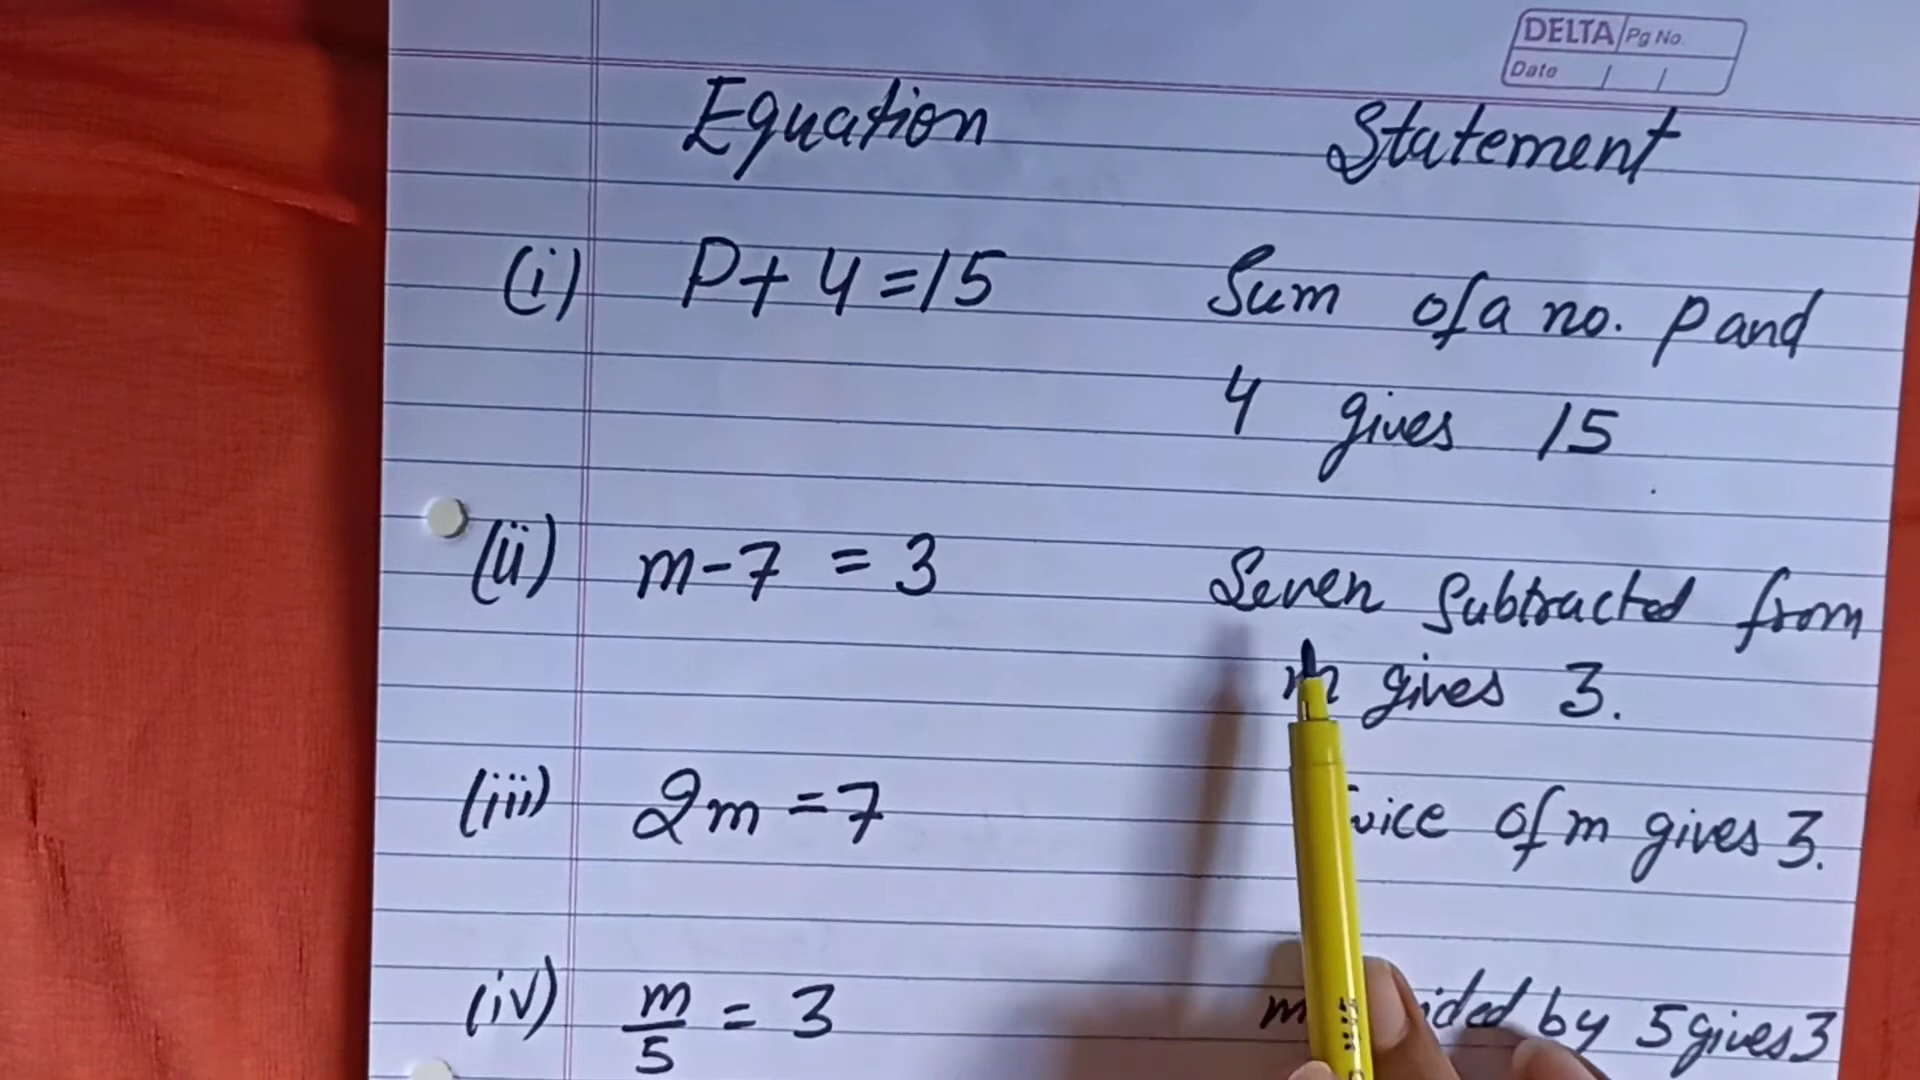 DELTA Pg No.
Date / /
Equation Statement
(i) P+4=15 Sum of a no. P and
4 gives 15
(ii) m-7 = 3 Seven Subtracted from
m gives 3.
(iii) 2m = 7 of m gives 3.
(iv) m/5 = 3 m by 5 gives 3